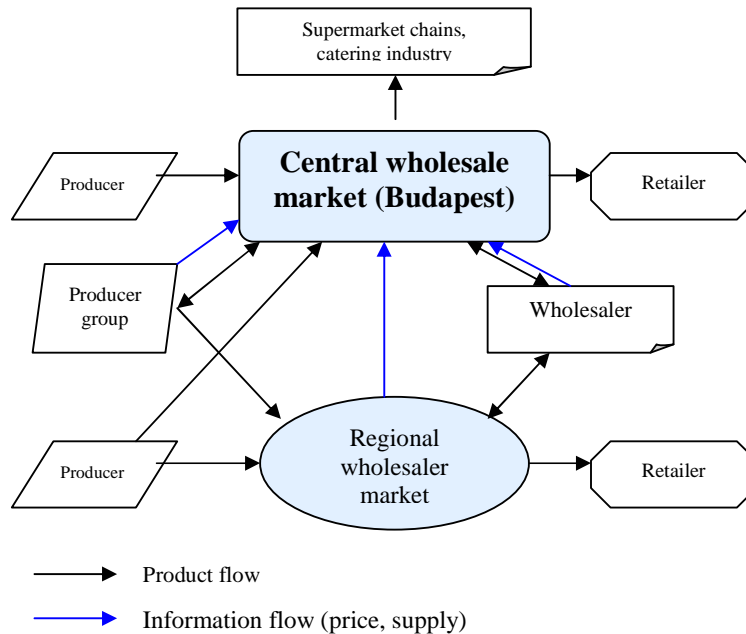 Supermarket chains,
catering industry
Central wholesale
market (Budapest)
Producer
Retailer
Producer
group
Wholesaler
Regional
wholesaler
market
Producer
Retailer
Product flow
Information flow (price, supply)